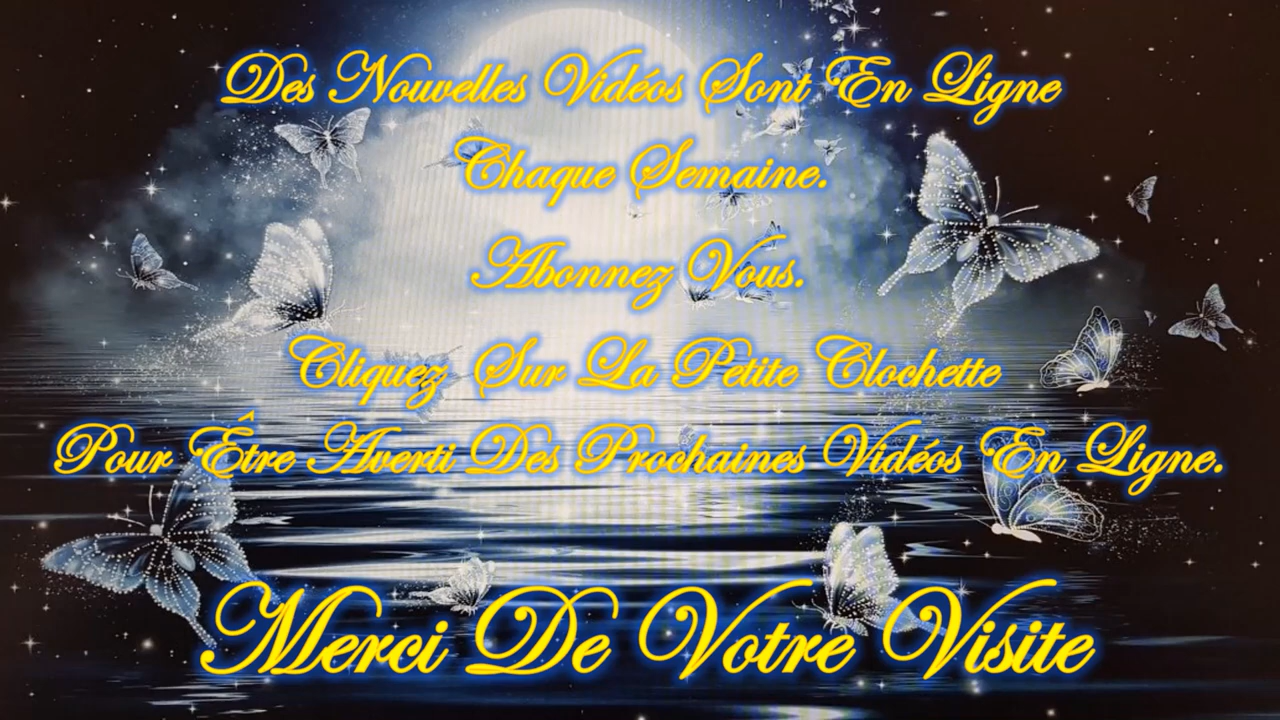 Des Nouvelles Vidéos Sont En Ligne
Chaque Semaine.
Abonnez Vous.
Cliquez Sur La Petite Clochette
Pour Être Averti Des Prochaines Vidéos En Ligne.
Merci De Votre Visite